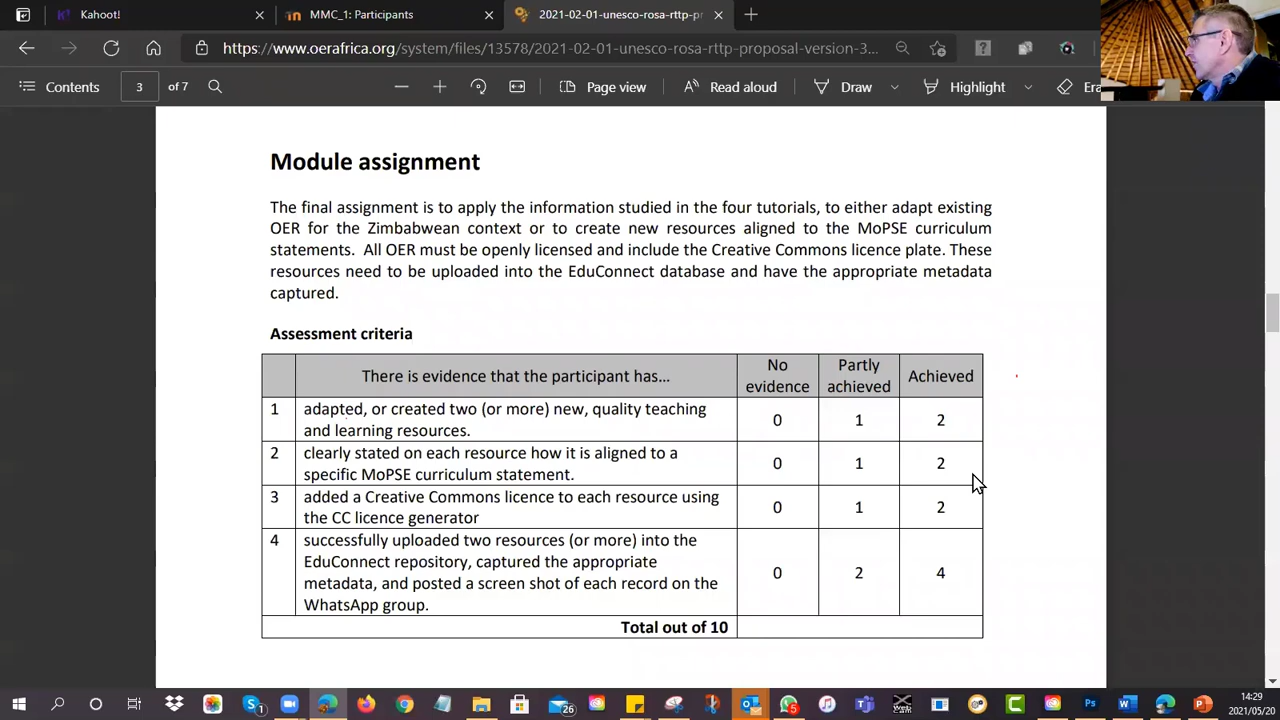 Kahoot!
MMC_1: Participants
2021-02-01-unesco-rosa-rttp-pr
https://www.oerafrica.org/system/files/13578/2021-02-01-unesco-rosa-rttp-proposal-version-3...
Contents
3
of 7
Page view
Read aloud
Draw
Highlight
Era
Module assignment
The final assignment is to apply the information studied in the four tutorials, to either adapt existing
OER for the Zimbabwean context or to create new resources aligned to the MoPSE curriculum
statements. All OER must be openly licensed and include the Creative Commons licence plate. These
resources need to be uploaded into the EduConnect database and have the appropriate metadata
captured.
Assessment criteria
There is evidence that the participant has...
No
evidence
Partly
achieved
Achieved
1
adapted, or created two (or more) new, quality teaching
and learning resources.
0
1
2
2
clearly stated on each resource how it is aligned to a
specific MoPSE curriculum statement.
0
1
2
3
added a Creative Commons licence to each resource using
the CC licence generator
0
1
2
4
successfully uploaded two resources (or more) into the
EduConnect repository, captured the appropriate
metadata, and posted a screen shot of each record on the
WhatsApp group.
0
2
4
Total out of 10
14:29
2021/05/20